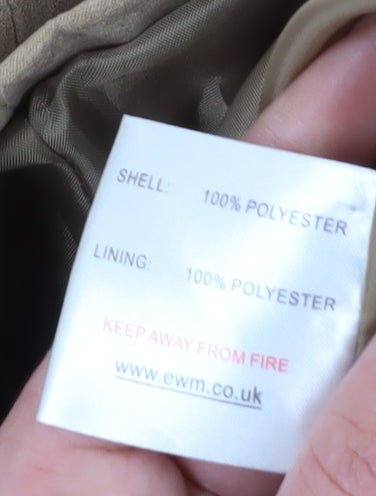 SHELL: 100% POLYESTER
LINING: 100% POLYESTER
KEEP AWAY FROM FIRE
www.ewm.co.uk